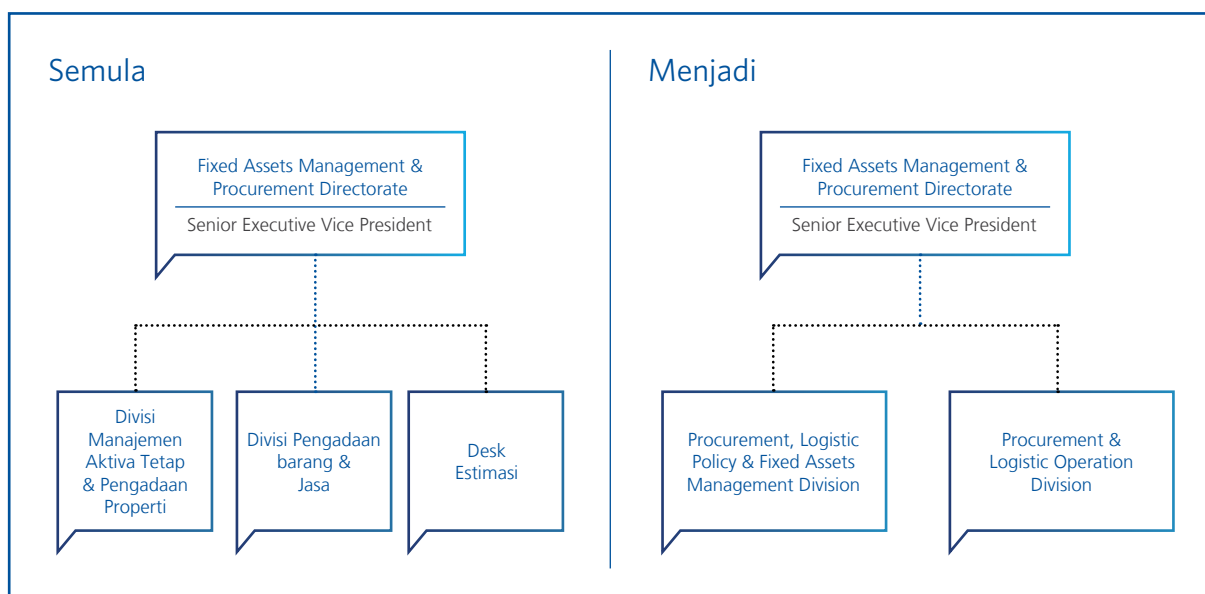 Semula
Fixed Assets Management &
Procurement Directorate
Senior Executive Vice President
Divisi
Manajemen
Aktiva Tetap
& Pengadaan
Properti
Divisi Pengadaan
barang &
Jasa
Desk
Estimasi
Menjadi
Fixed Assets Management &
Procurement Directorate
Senior Executive Vice President
Procurement, Logistic
Policy & Fixed Assets
Management Division
Procurement &
Logistic Operation
Division